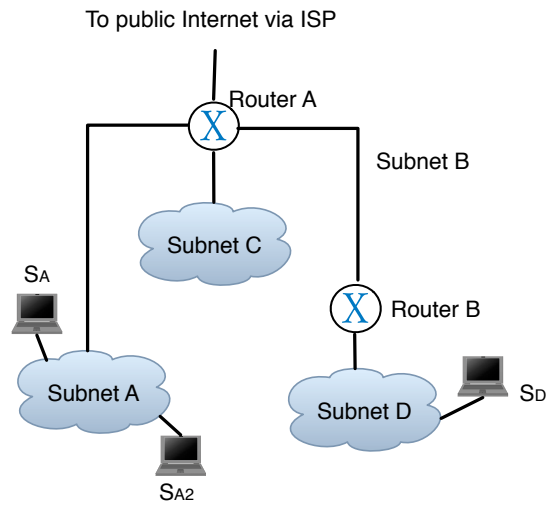 To public Internet via ISP
Router A
X
Subnet B
Subnet C
SA
X
Router B
Subnet A
Subnet D
SD
SA2